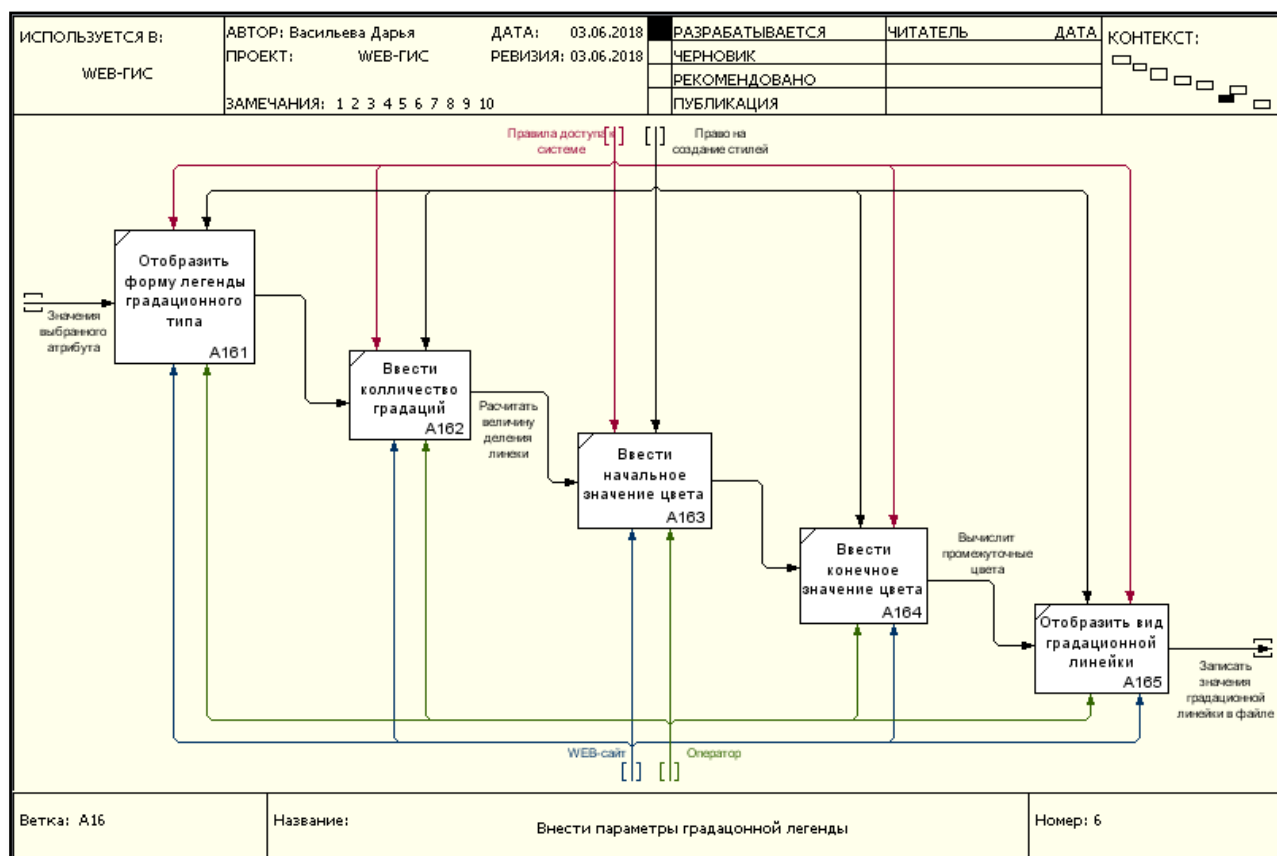 ИСПОЛЬЗУЕТСЯ В:
WEB-ГИС
АВТОР: Васильева Дарья
ДАТА: 03.06.2018
ПРОЕКТ: WEB-ГИС
РЕВИЗИЯ: 03.06.2018
ЗАМЕЧАНИЯ: 1 2 3 4 5 6 7 8 9 10
РАЗРАБАТЫВАЕТСЯ
ЧЕРНОВИК
РЕКОМЕНДОВАНО
ПУБЛИКАЦИЯ
ЧИТАТЕЛЬ
ДАТА
КОНТЕКСТ:
Правила доступа к
системе
Право на
создание стилей
Отобразить
форму легенды
градационного
типа
A161
Значения
выбранного
атрибута
Ввести
колличество
градаций
A162
Расчитать
величину
деления
линеки
Ввести
начальное
значение цвета
A163
Ввести
конечное
значение цвета
A164
Вычислит
промежуточные
цвета
Отобразить вид
градационной
линейки
A165
Записать
значения
градационной
линейки в файле
WEB-сайт
Оператор
Ветка: A16
Название:
Внести параметры градацонной легенды
Номер: 6